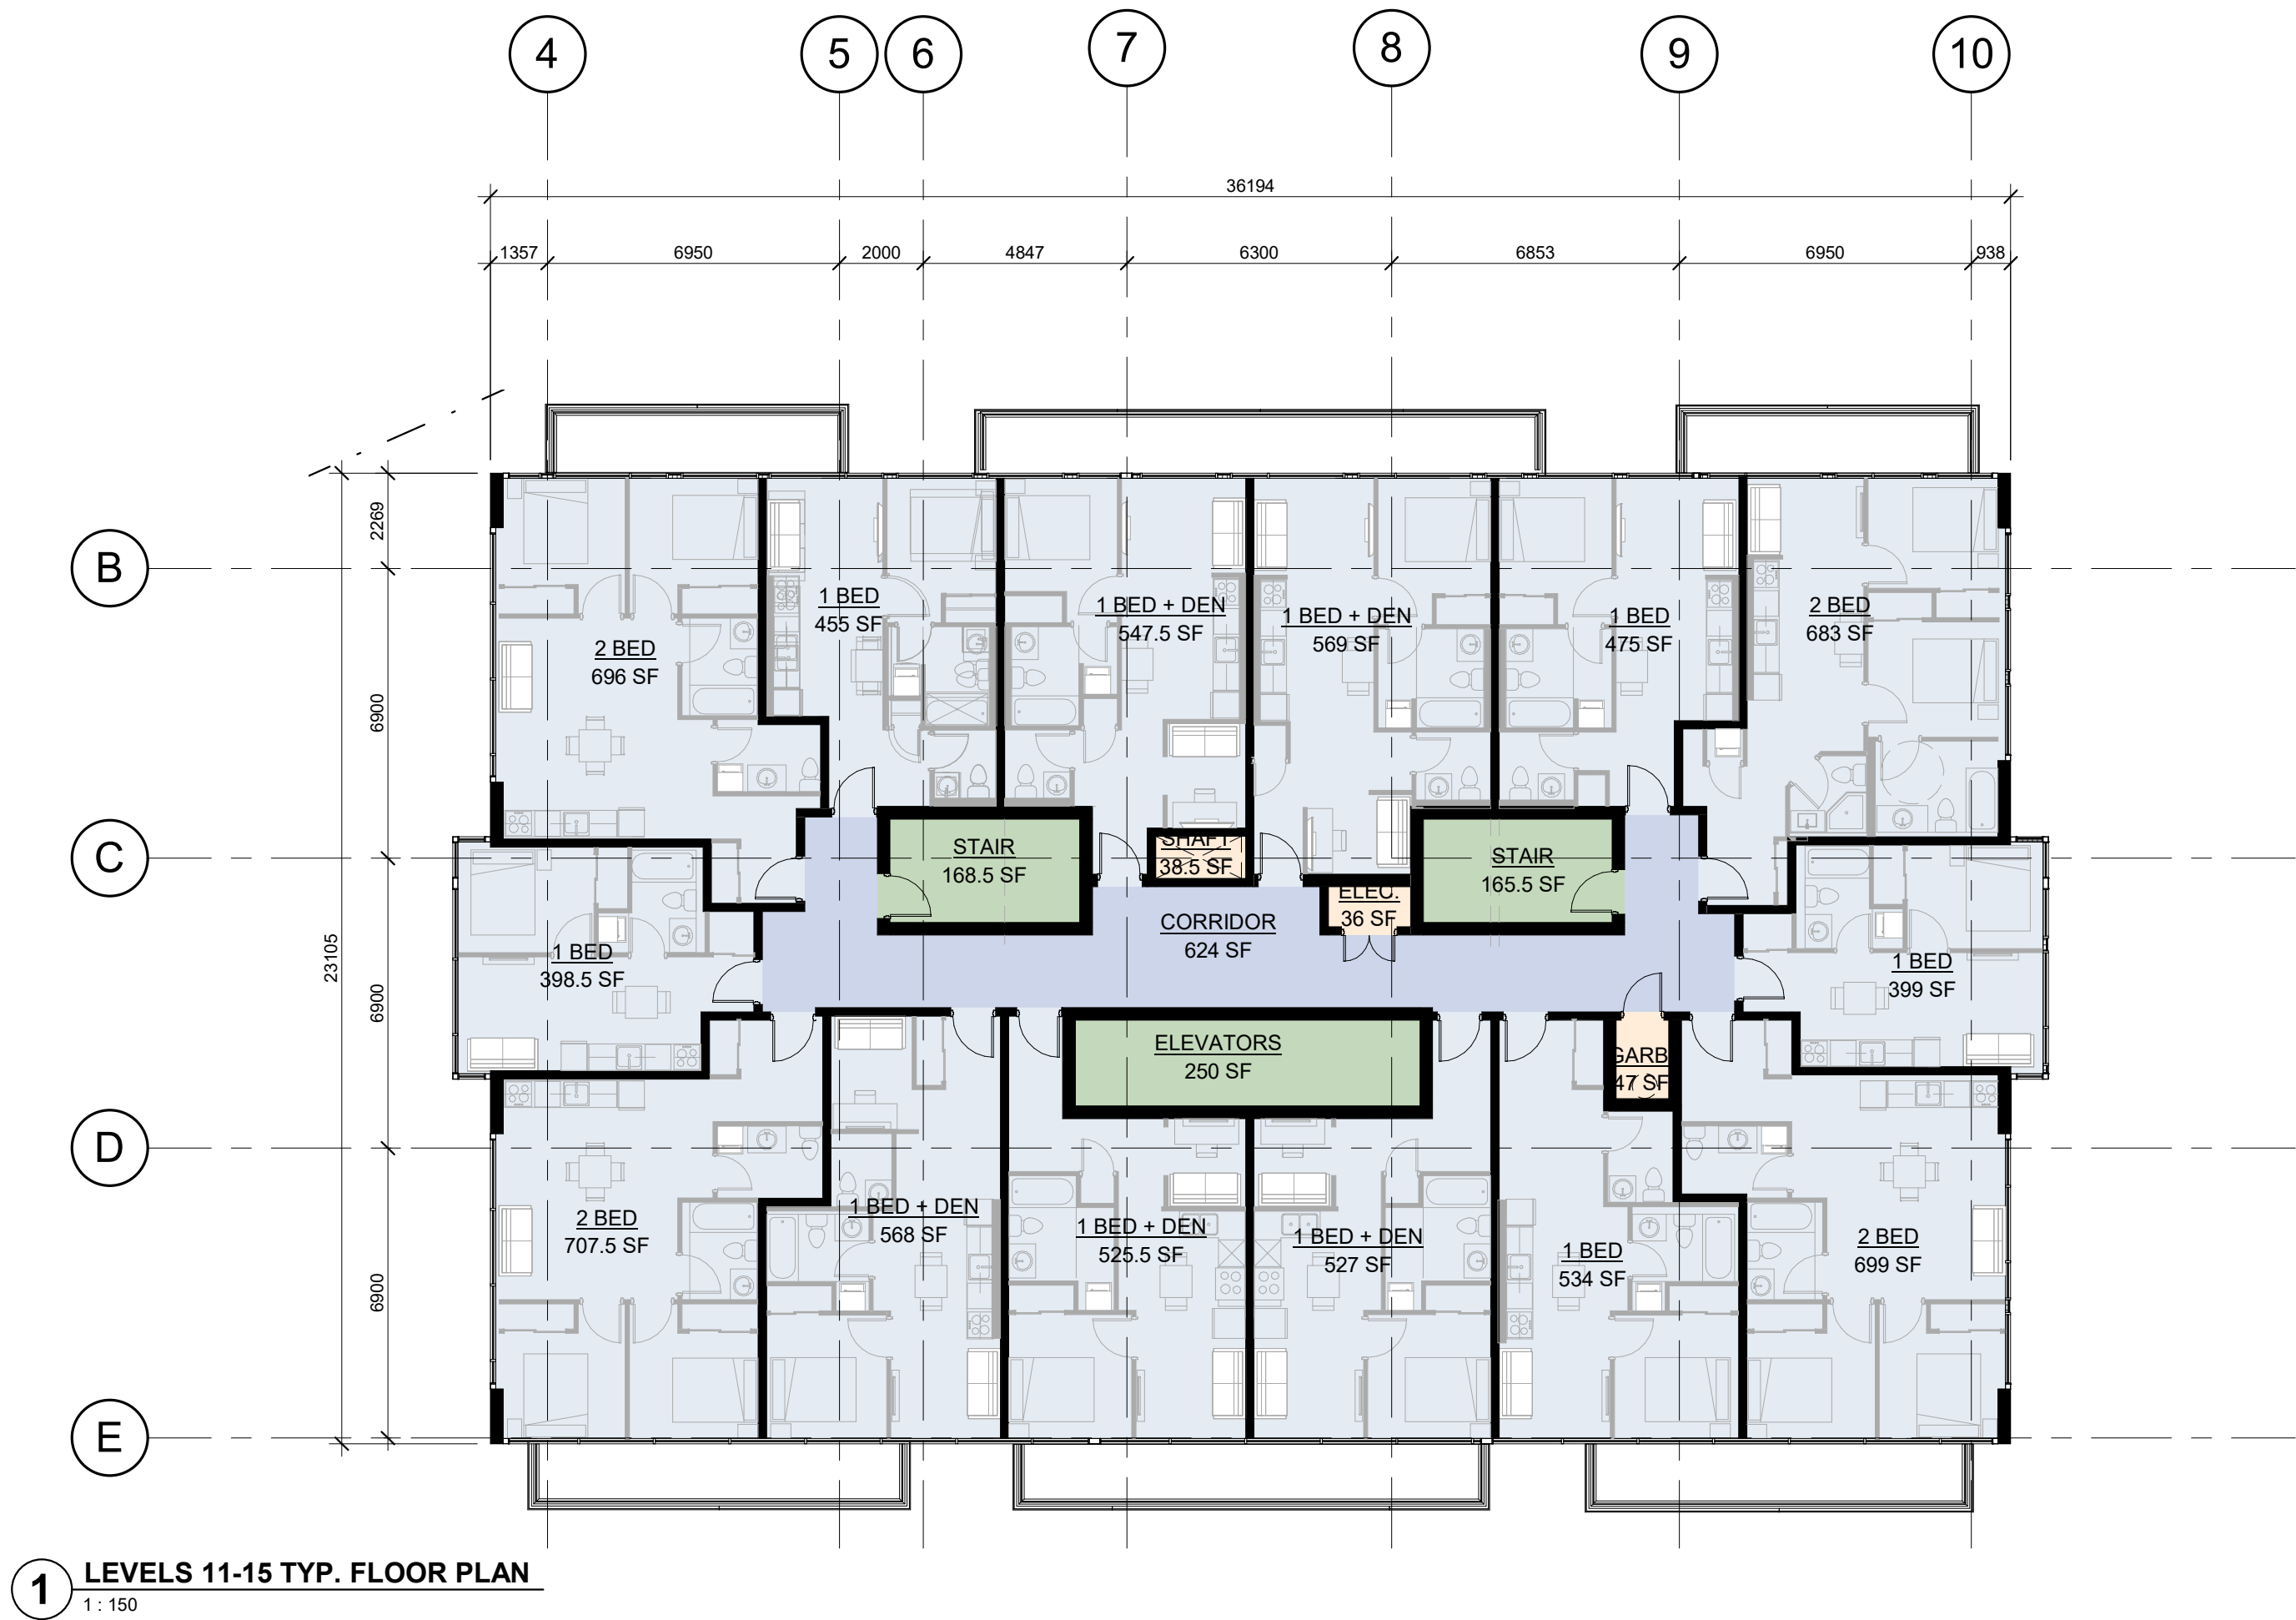 4
5
6
7
8
9
10
36194
1357
6950
2000
4847
6300
6853
6950
938
B
C
D
E
2269
6900
6900
6900
23105
2 BED
696 SF
1 BED
455 SF
1 BED + DEN
547.5 SF
1 BED + DEN
569 SF
1 BED
475 SF
2 BED
683 SF
STAIR
168.5 SF
SHAFT
38.5 SF
ELEC.
36 SF
STAIR
165.5 SF
CORRIDOR
624 SF
1 BED
398.5 SF
1 BED
399 SF
ELEVATORS
250 SF
GARB
47 SF
2 BED
707.5 SF
1 BED + DEN
568 SF
1 BED + DEN
525.5 SF
1 BED + DEN
527 SF
1 BED
534 SF
2 BED
699 SF
1
LEVELS 11-15 TYP. FLOOR PLAN
1 : 150